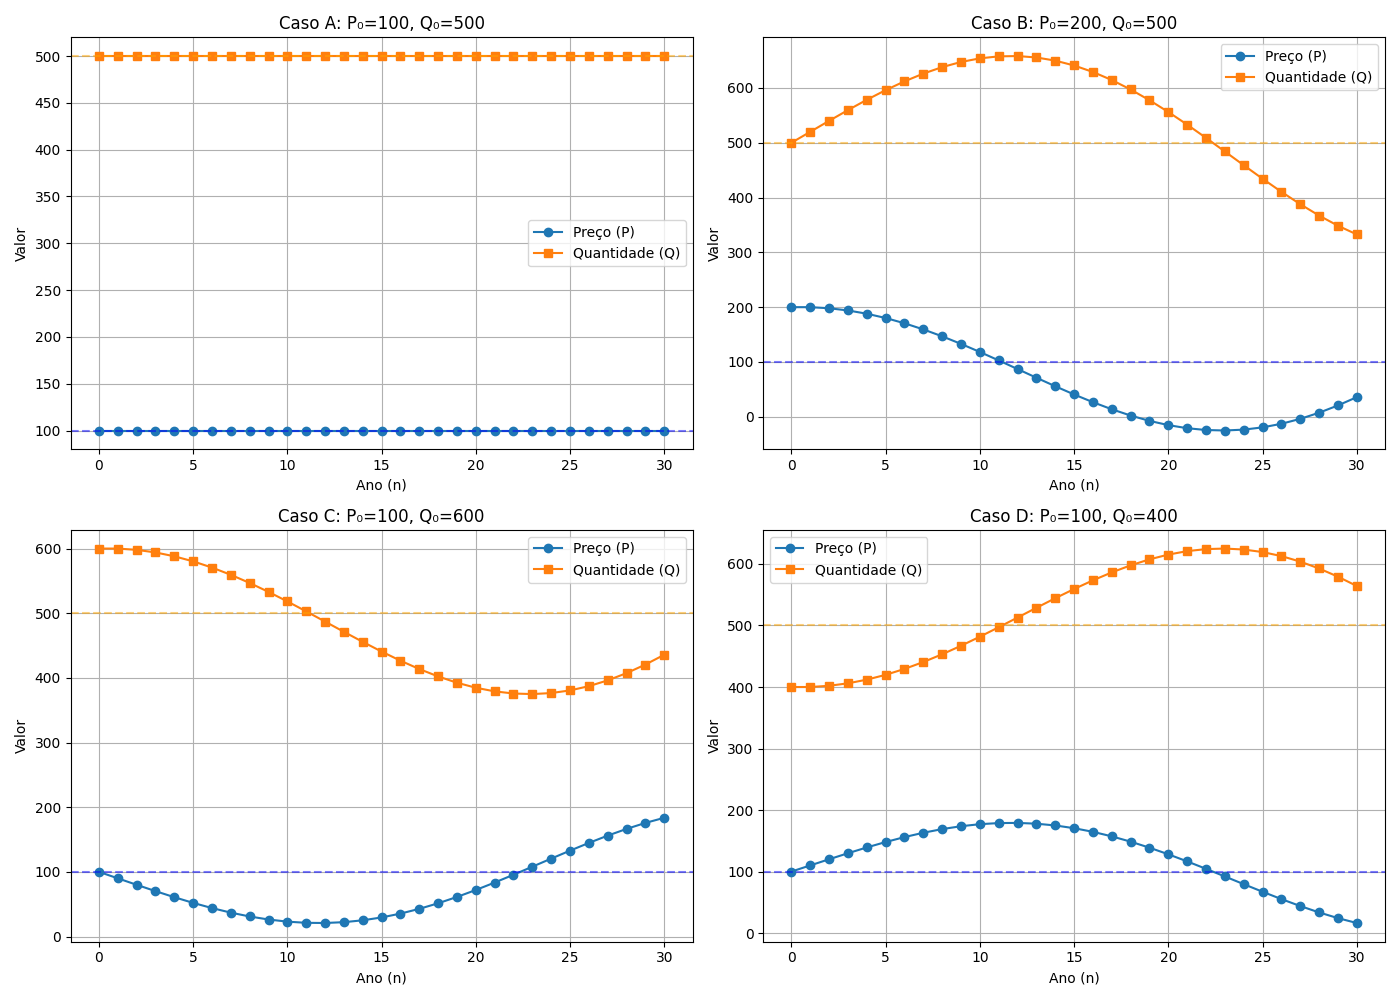 Caso A: P₀=100, Q₀=500
Valor
500
450
400
350
300
250
200
150
100
Preço (P)
Quantidade (Q)
0 5 10 15 20 25 30
Ano (n)
Caso B: P₀=200, Q₀=500
Valor
600
500
400
300
200
100
0
Preço (P)
Quantidade (Q)
0 5 10 15 20 25 30
Ano (n)
Caso C: P₀=100, Q₀=600
Valor
600
500
400
300
200
100
0
Preço (P)
Quantidade (Q)
0 5 10 15 20 25 30
Ano (n)
Caso D: P₀=100, Q₀=400
Valor
600
500
400
300
200
100
0
Preço (P)
Quantidade (Q)
0 5 10 15 20 25 30
Ano (n)